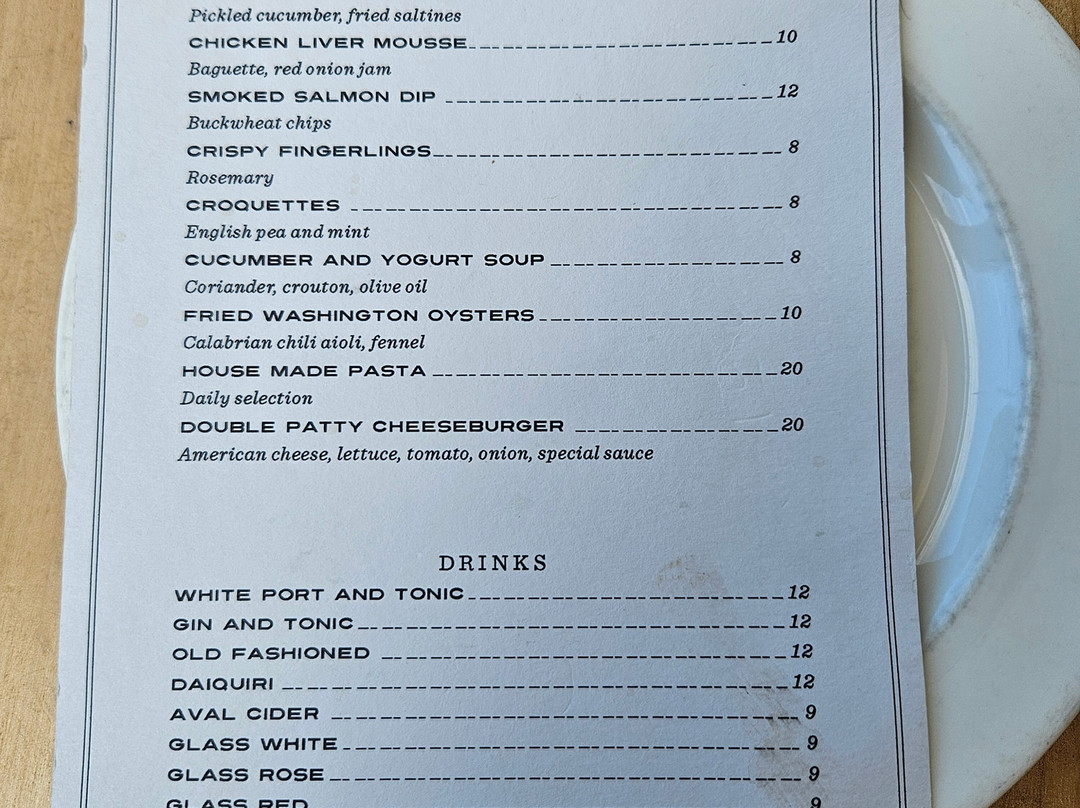 Pickled cucumber, fried saltines
CHICKEN LIVER MOUSSE 10
Baguette, red onion jam
SMOKED SALMON DIP 12
Buckwheat chips
CRISPY FINGERLINGS 8
Rosemary
CROQUETTES 8
English pea and mint
CUCUMBER AND YOGURT SOUP 8
Coriander, crouton, olive oil
FRIED WASHINGTON OYSTERS 10
Calabrian chili aioli, fennel
HOUSE MADE PASTA 20
Daily selection
DOUBLE PATTY CHEESEBURGER 20
American cheese, lettuce, tomato, onion, special sauce
DRINKS
WHITE PORT AND TONIC 12
GIN AND TONIC 12
OLD FASHIONED 12
DAIQUIRI 12
AVAL CIDER 9
GLASS WHITE 9
GLASS ROSE 9
GLASS RED 9